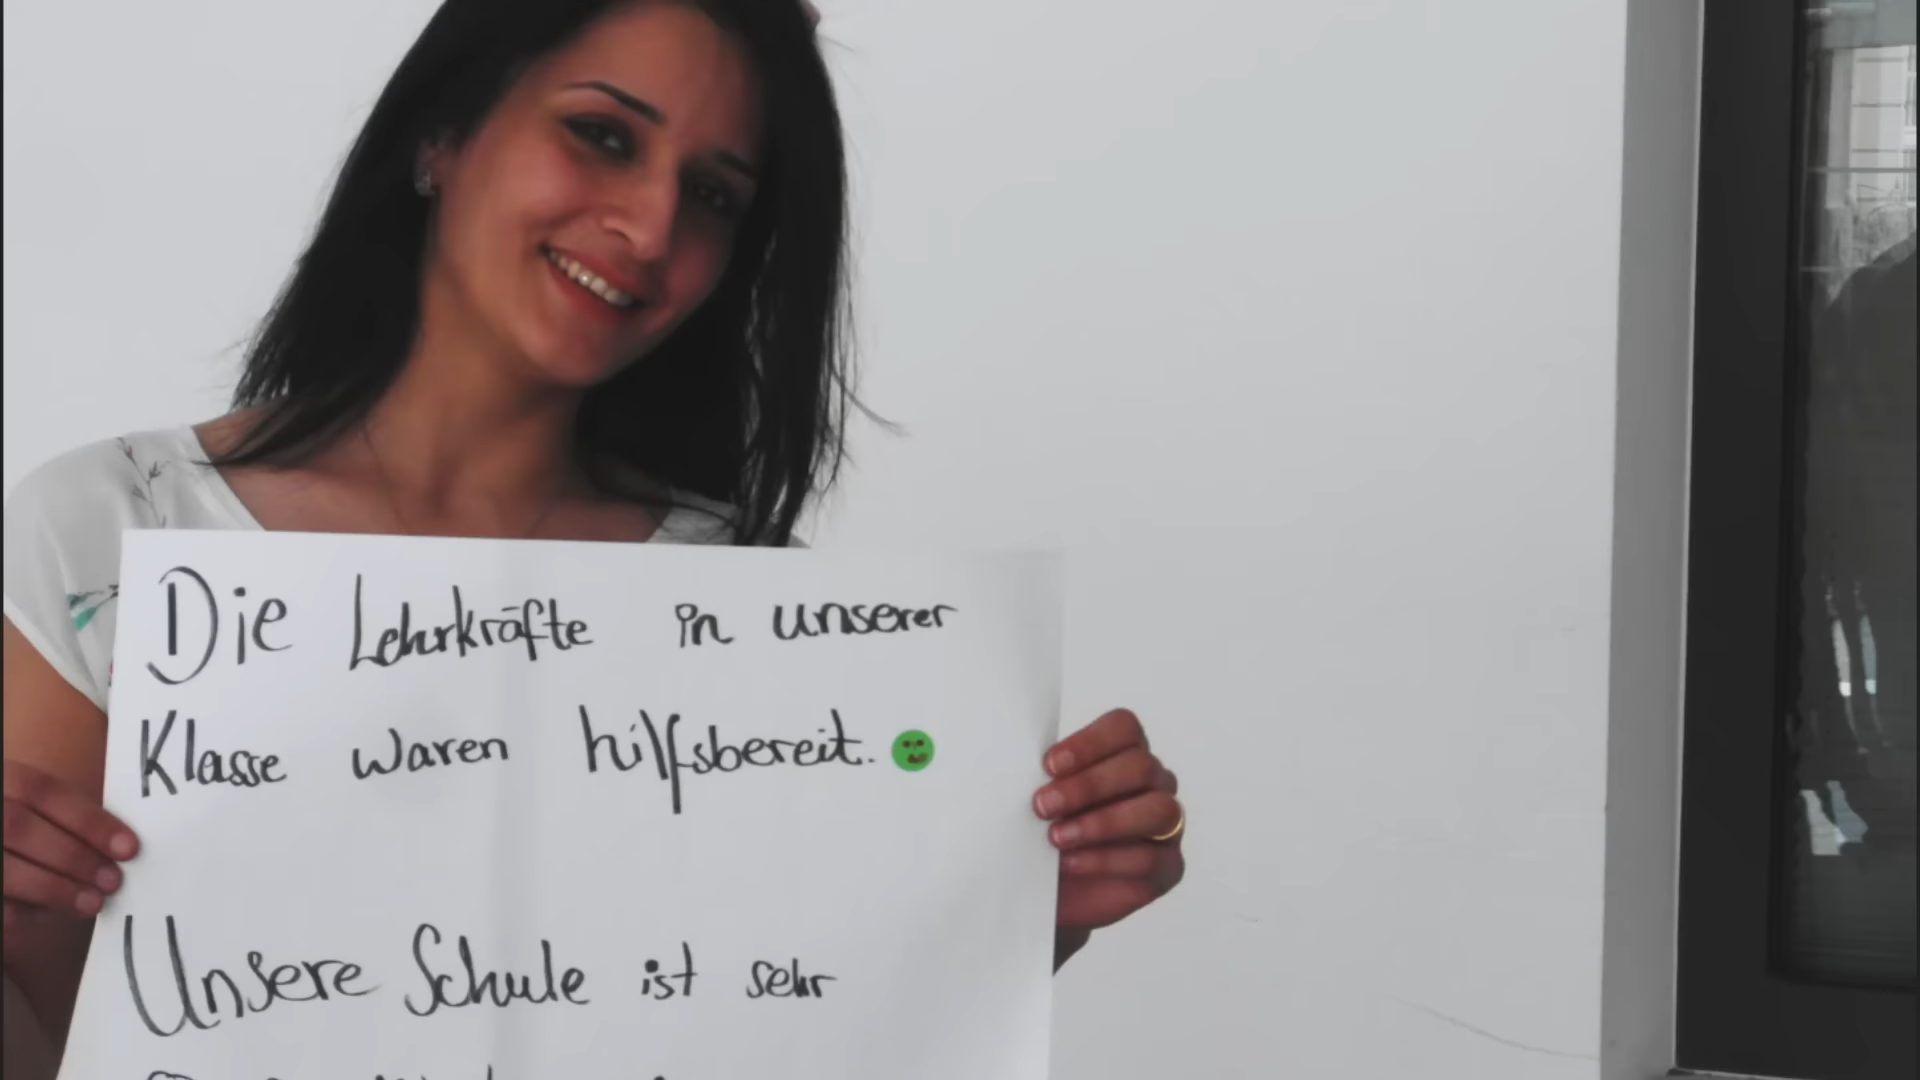 Die Lehrkräfte in unserer
Klasse waren hilfsbereit.
Unsere Schule ist sehr